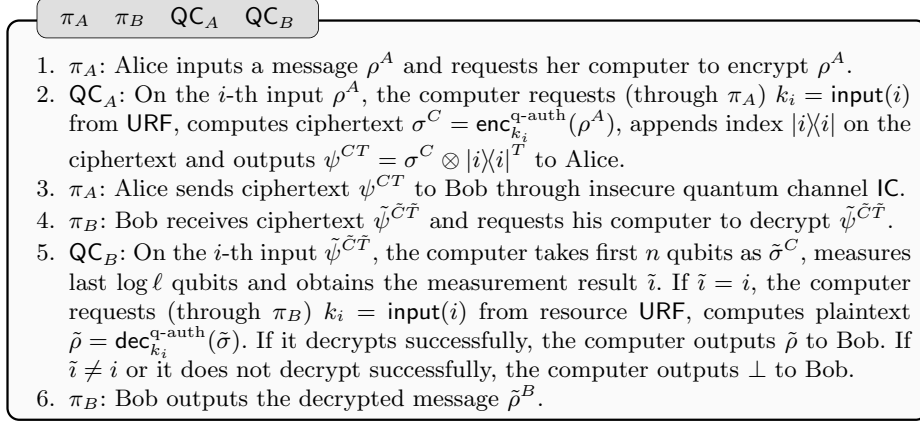 π_A π_B QC_A QC_B
1. π_A: Alice inputs a message ρ^A and requests her computer to encrypt ρ^A.
2. QC_A: On the i-th input ρ^A, the computer requests (through π_A) k_i = input(i)
from URF, computes ciphertext σ^C = enc^{q-auth}_{k_i}(ρ^A), appends index |i⟩⟨i| on the
ciphertext and outputs ψ^{CT} = σ^C ⊗ |i⟩⟨i|^T to Alice.
3. π_A: Alice sends ciphertext ψ^{CT} to Bob through insecure quantum channel IC.
4. π_B: Bob receives ciphertext ψ̃^{C̃T̃} and requests his computer to decrypt ψ̃^{C̃T̃}.
5. QC_B: On the i-th input ψ̃^{C̃T̃}, the computer takes first n qubits as σ̃^C, measures
last log ℓ qubits and obtains the measurement result ĩ. If ĩ = i, the computer
requests (through π_B) k_i = input(i) from resource URF, computes plaintext
ρ̃ = dec^{q-auth}_{k_i}(σ̃). If it decrypts successfully, the computer outputs ρ̃ to Bob. If
ĩ ≠ i or it does not decrypt successfully, the computer outputs ⊥ to Bob.
6. π_B: Bob outputs the decrypted message ρ̃^B.